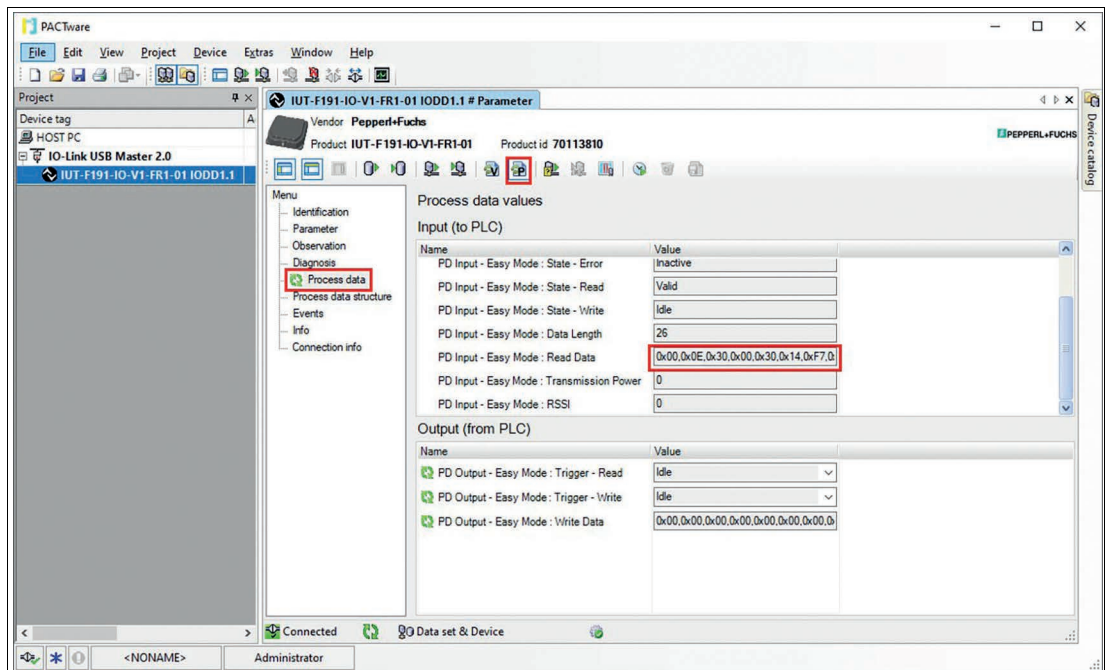 PACTware
File Edit View Project Device Extras Window Help
Project
Device tag A
HOST PC
IO-Link USB Master 2.0
IUT-F191-IO-V1-FR1-01 IODD1.1
IUT-F191-IO-V1-FR1-01 IODD1.1 # Parameter
Vendor Pepperl+Fuchs
Product IUT-F191-IO-V1-FR1-01 Product id 70113810
PEPPERL+FUCHS
Device catalog
V P
Menu
Identification
Parameter
Observation
Diagnosis
Process data
Process data structure
Events
Info
Connection info
Process data values
Input (to PLC)
Name Value
PD Input - Easy Mode : State - Error Inactive
PD Input - Easy Mode : State - Read Valid
PD Input - Easy Mode : State - Write Idle
PD Input - Easy Mode : Data Length 26
PD Input - Easy Mode : Read Data 0x00,0x0E,0x30,0x00,0x30,0x14,0xF7,0x
PD Input - Easy Mode : Transmission Power 0
PD Input - Easy Mode : RSSI 0
Output (from PLC)
Name Value
PD Output - Easy Mode : Trigger - Read Idle
PD Output - Easy Mode : Trigger - Write Idle
PD Output - Easy Mode : Write Data 0x00,0x00,0x00,0x00,0x00,0x00,0x00,0x
Connected Data set & Device
<NONAME> Administrator